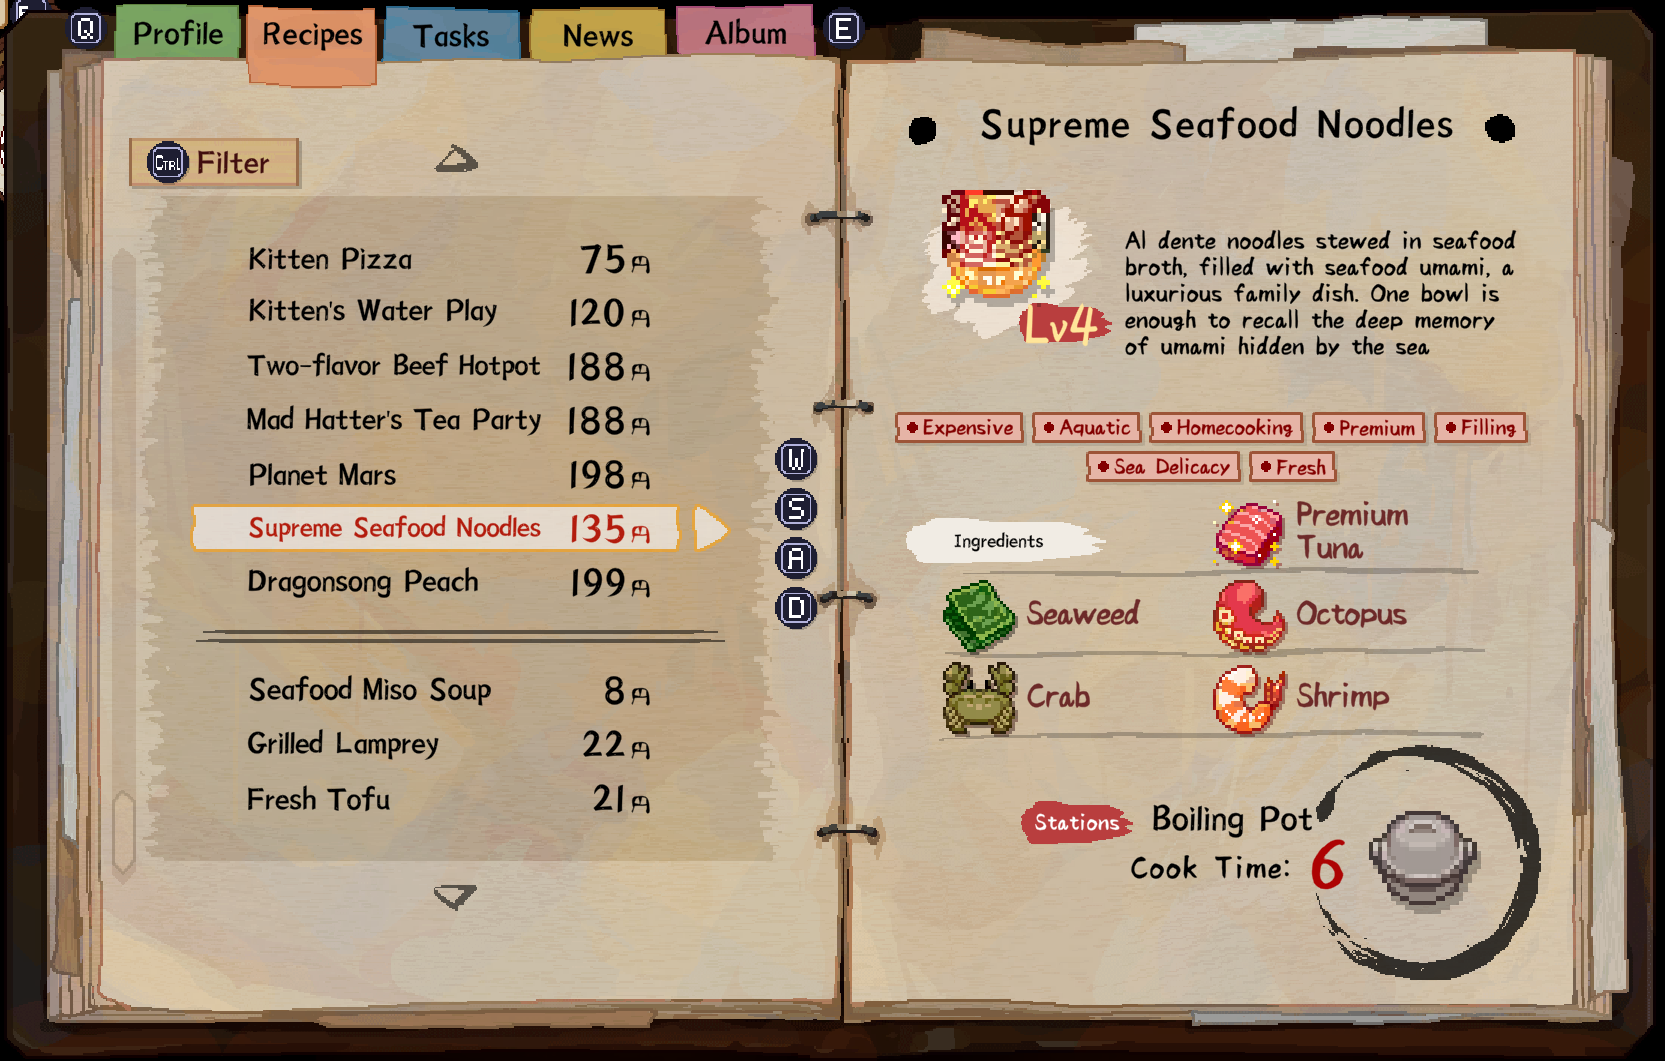 Q Profile Recipes Tasks News Album E
Ctrl Filter
Kitten Pizza 75
Kitten's Water Play 120
Two-flavor Beef Hotpot 188
Mad Hatter's Tea Party 188
Planet Mars 198
Supreme Seafood Noodles 135
Dragonsong Peach 199
Seafood Miso Soup 8
Grilled Lamprey 22
Fresh Tofu 21
W
S
A
D
Supreme Seafood Noodles
Lv4
Al dente noodles stewed in seafood
broth, filled with seafood umami, a
luxurious family dish. One bowl is
enough to recall the deep memory
of umami hidden by the sea
Expensive Aquatic Homecooking Premium Filling
Sea Delicacy Fresh
Ingredients
Premium
Tuna
Seaweed Octopus
Crab Shrimp
Stations Boiling Pot
Cook Time: 6